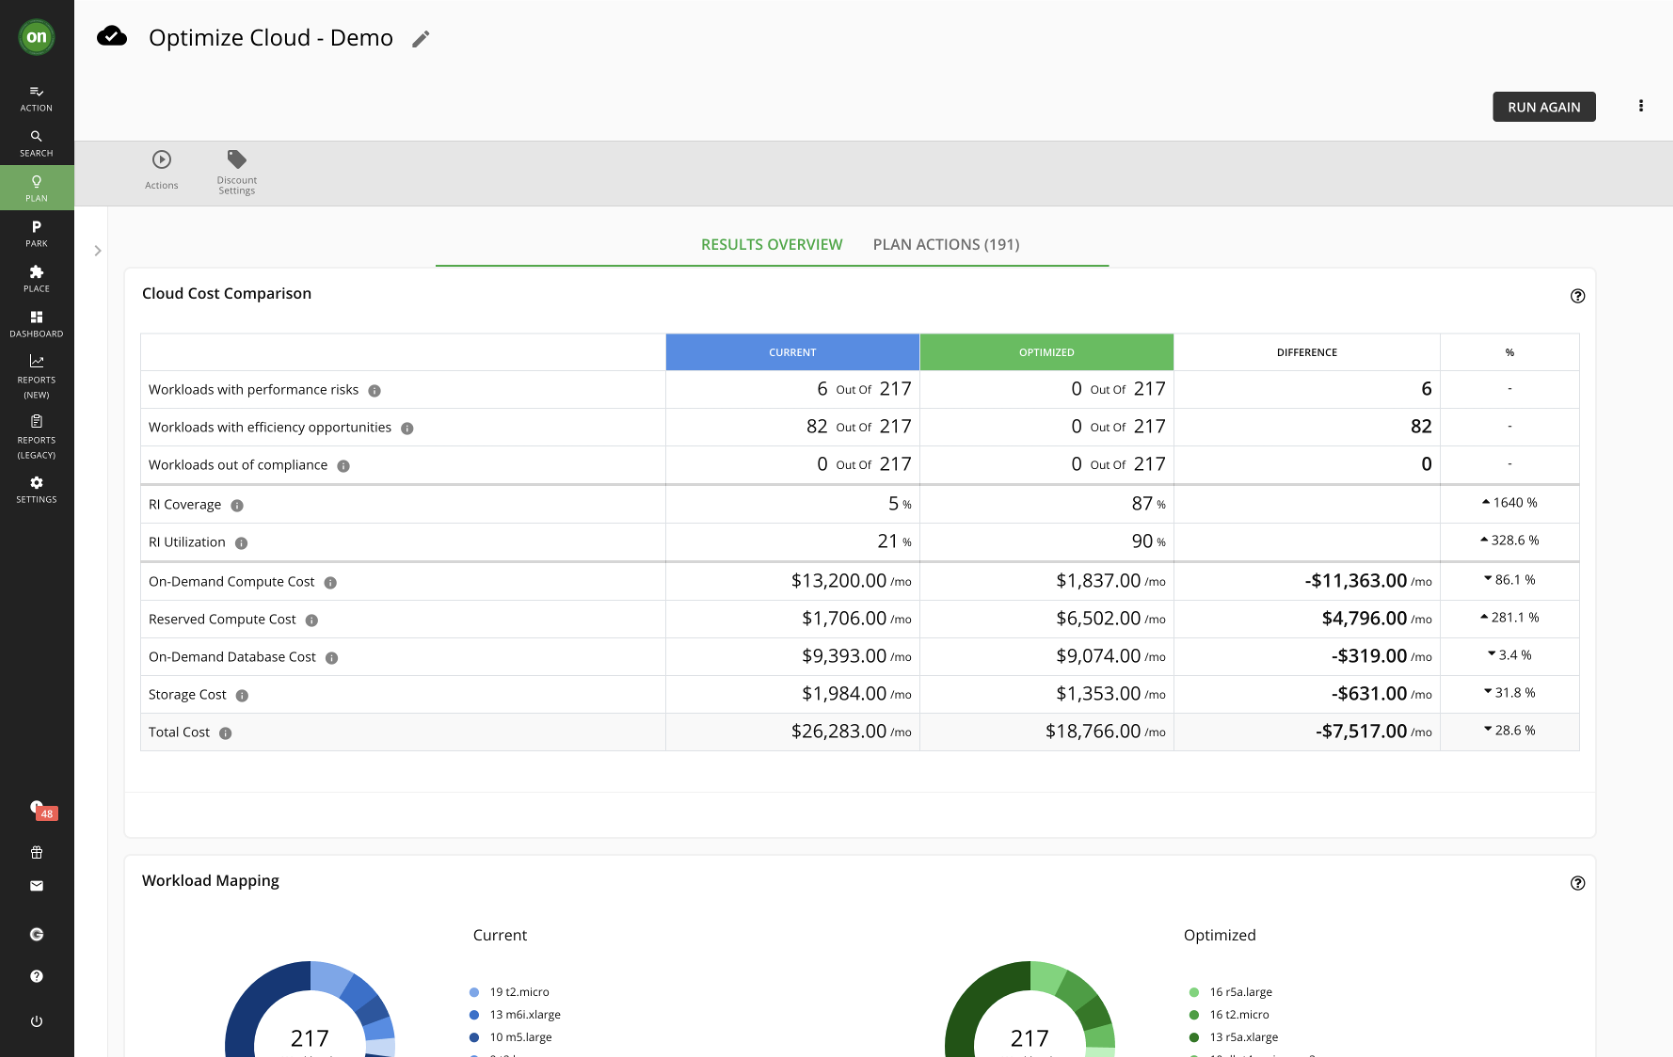 on
Optimize Cloud - Demo
RUN AGAIN
ACTION
SEARCH
PLAN
PARK
PLACE
DASHBOARD
REPORTS
(NEW)
REPORTS
(LEGACY)
SETTINGS
48
Actions
Discount
Settings
RESULTS OVERVIEW PLAN ACTIONS (191)
Cloud Cost Comparison
CURRENT OPTIMIZED DIFFERENCE %
Workloads with performance risks 6 Out Of 217 0 Out Of 217 6 -
Workloads with efficiency opportunities 82 Out Of 217 0 Out Of 217 82 -
Workloads out of compliance 0 Out Of 217 0 Out Of 217 0 -
RI Coverage 5 % 87 % 1640 %
RI Utilization 21 % 90 % 328.6 %
On-Demand Compute Cost $13,200.00 /mo $1,837.00 /mo -$11,363.00 /mo 86.1 %
Reserved Compute Cost $1,706.00 /mo $6,502.00 /mo $4,796.00 /mo 281.1 %
On-Demand Database Cost $9,393.00 /mo $9,074.00 /mo -$319.00 /mo 3.4 %
Storage Cost $1,984.00 /mo $1,353.00 /mo -$631.00 /mo 31.8 %
Total Cost $26,283.00 /mo $18,766.00 /mo -$7,517.00 /mo 28.6 %
Workload Mapping
Current
217
19 t2.micro
13 m6i.xlarge
10 m5.large
Optimized
217
16 r5a.large
16 t2.micro
13 r5a.xlarge